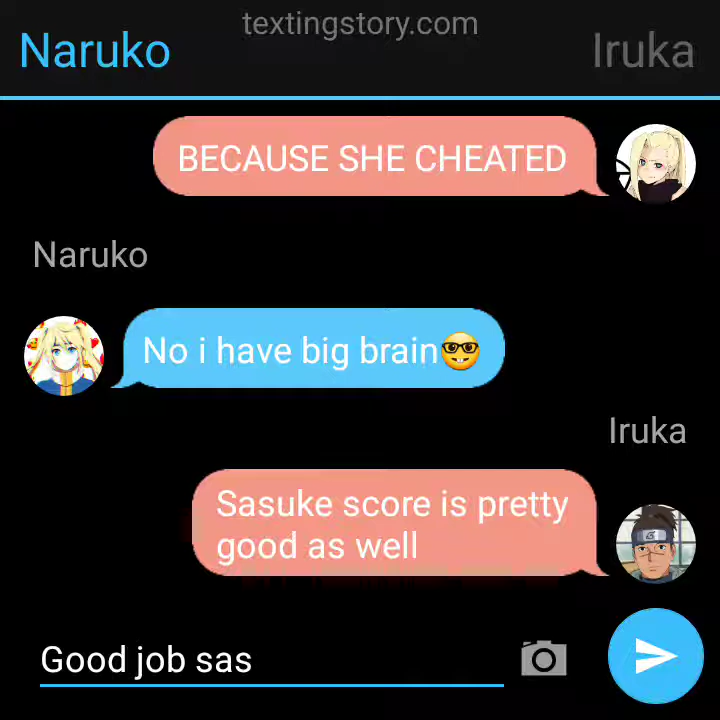 textingstory.com
Naruko
Iruka
BECAUSE SHE CHEATED
Naruko
No i have big brain🤓
Iruka
Sasuke score is pretty
good as well
Good job sas